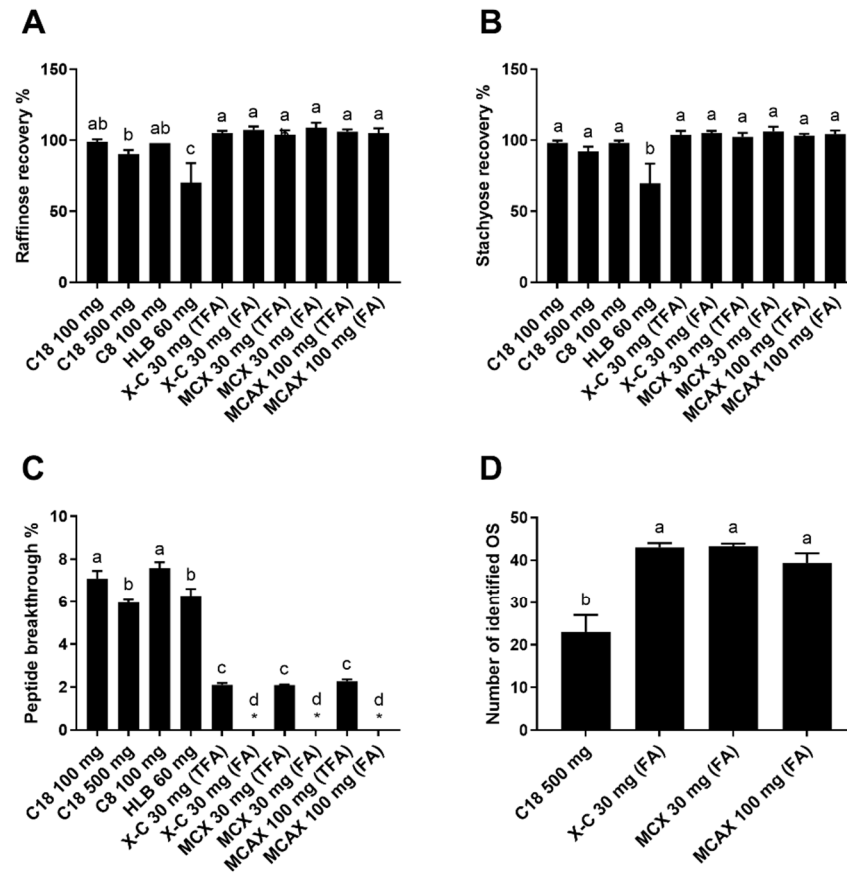 A
Raffinose recovery %
150
100
50
0
ab
b
ab
c
a
a
a
a
a
a
C18 100 mg
C18 500 mg
C8 100 mg
HLB 60 mg
X-C 30 mg (TFA)
X-C 30 mg (FA)
MCX 30 mg (TFA)
MCX 30 mg (FA)
MCAX 100 mg (TFA)
MCAX 100 mg (FA)
B
Stachyose recovery %
150
100
50
0
a
a
a
b
a
a
a
a
a
a
C18 100 mg
C18 500 mg
C8 100 mg
HLB 60 mg
X-C 30 mg (TFA)
X-C 30 mg (FA)
MCX 30 mg (TFA)
MCX 30 mg (FA)
MCAX 100 mg (TFA)
MCAX 100 mg (FA)
C
Peptide breakthrough %
10
8
6
4
2
0
a
b
a
b
c
d
*
c
d
*
c
d
*
C18 100 mg
C18 500 mg
C8 100 mg
HLB 60 mg
X-C 30 mg (TFA)
X-C 30 mg (FA)
MCX 30 mg (TFA)
MCX 30 mg (FA)
MCAX 100 mg (TFA)
MCAX 100 mg (FA)
D
Number of identified OS
50
40
30
20
10
0
b
a
a
a
C18 500 mg
X-C 30 mg (FA)
MCX 30 mg (FA)
MCAX 100 mg (FA)